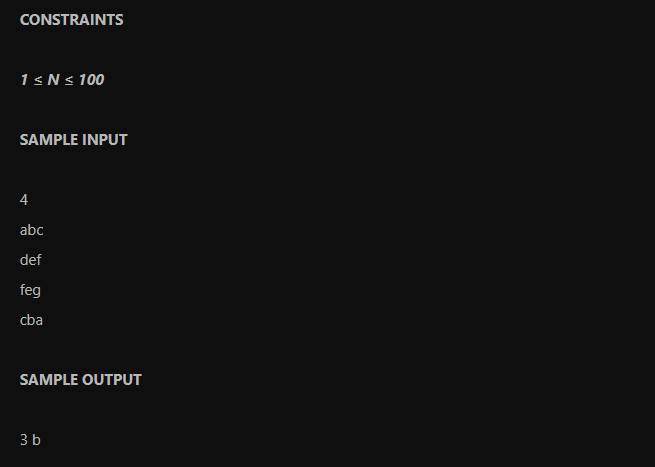 CONSTRAINTS
1 ≤ N ≤ 100
SAMPLE INPUT
4
abc
def
feg
cba
SAMPLE OUTPUT
3 b